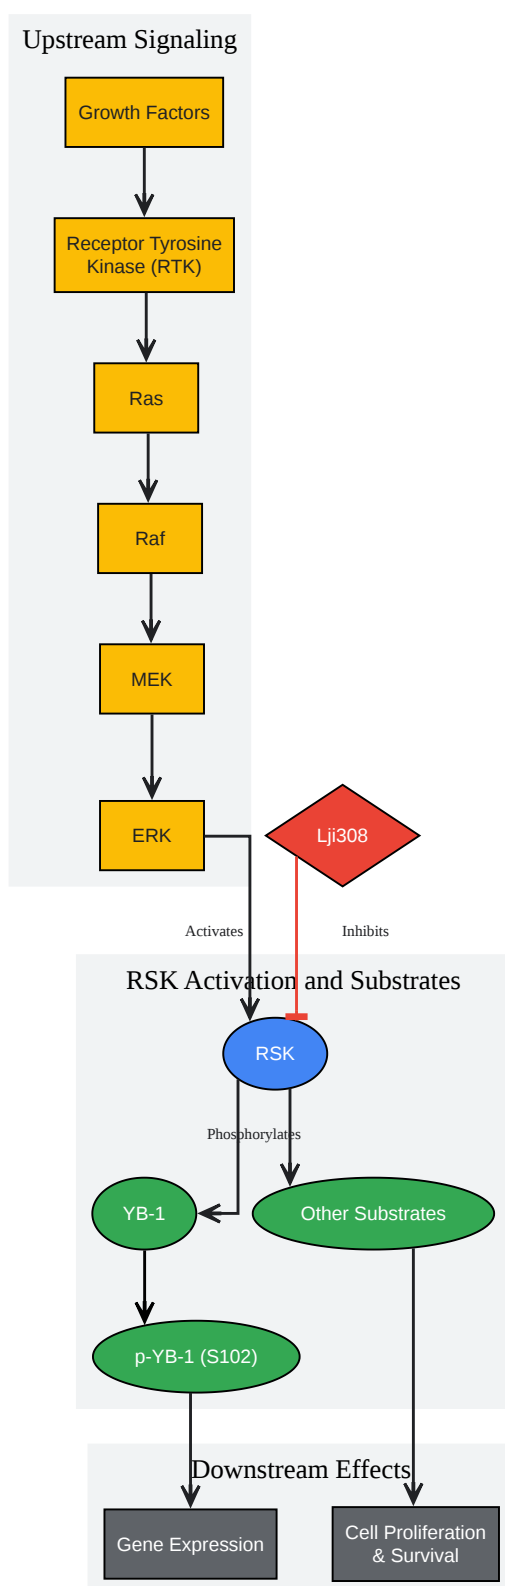 Upstream Signaling
Growth Factors
Receptor Tyrosine
Kinase (RTK)
Ras
Raf
MEK
ERK
Lji308
Activates
Inhibits
RSK Activation and Substrates
RSK
Phosphorylates
YB-1
Other Substrates
p-YB-1 (S102)
Downstream Effects
Gene Expression
Cell Proliferation
& Survival